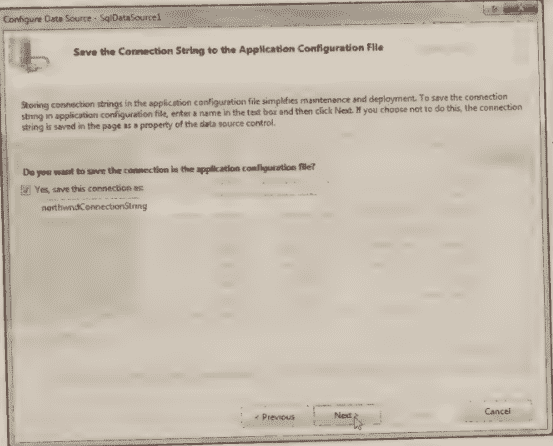 Configure Data Source - SqlDataSource1
Save the Connection String to the Application Configuration File
Storing connection strings in the application configuration file simplifies maintenance and deployment. To save the connection
string in application configuration file, enter a name in the text box and then click Next. If you choose not to do this, the connection
string is saved in the page as a property of the data source control.
Do you want to save the connection in the application configuration file?
Yes, save this connection as:
northwndConnectionString
< Previous
Next >
Cancel